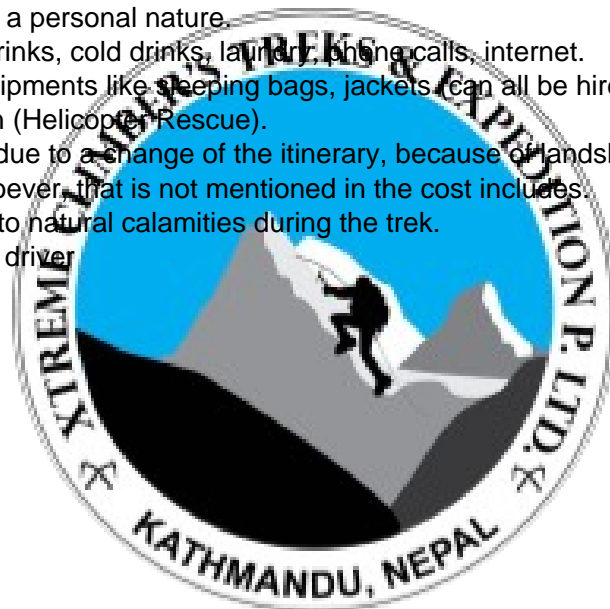 a personal nature.
rinks, cold drinks, laundry, phone calls, internet.
ipments like sleeping bags, jackets (can all be hire
n (Helicopter Rescue).
due to a change of the itinerary, because of landsl
oever, that is not mentioned in the cost includes.
to natural calamities during the trek.
driver
XTREME CLIMBER'S TREKS & EXPEDITION P. LTD.
KATHMANDU, NEPAL